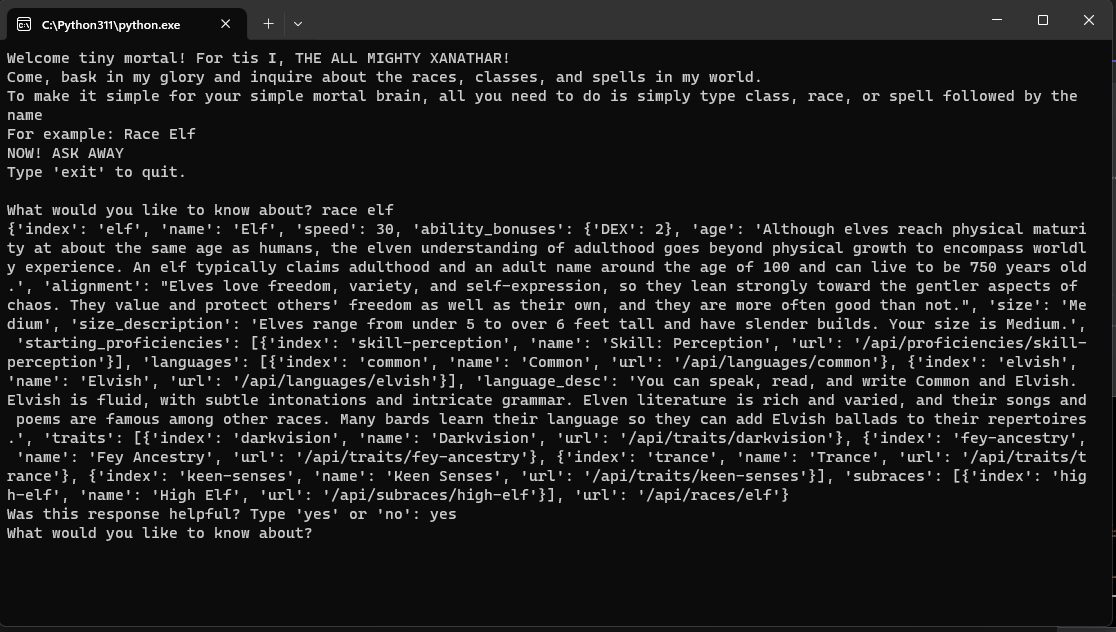 C:\Python311\python.exe
Welcome tiny mortal! For tis I, THE ALL MIGHTY XANATHAR!
Come, bask in my glory and inquire about the races, classes, and spells in my world.
To make it simple for your simple mortal brain, all you need to do is simply type class, race, or spell followed by the
name
For example: Race Elf
NOW! ASK AWAY
Type 'exit' to quit.
What would you like to know about? race elf
{'index': 'elf', 'name': 'Elf', 'speed': 30, 'ability_bonuses': {'DEX': 2}, 'age': 'Although elves reach physical maturi
ty at about the same age as humans, the elven understanding of adulthood goes beyond physical growth to encompass worldl
y experience. An elf typically claims adulthood and an adult name around the age of 100 and can live to be 750 years old
.', 'alignment': "Elves love freedom, variety, and self-expression, so they lean strongly toward the gentler aspects of
chaos. They value and protect others' freedom as well as their own, and they are more often good than not.", 'size': 'Me
dium', 'size_description': 'Elves range from under 5 to over 6 feet tall and have slender builds. Your size is Medium.',
 'starting_proficiencies': [{'index': 'skill-perception', 'name': 'Skill: Perception', 'url': '/api/proficiencies/skill-
perception'}], 'languages': [{'index': 'common', 'name': 'Common', 'url': '/api/languages/common'}, {'index': 'elvish',
'name': 'Elvish', 'url': '/api/languages/elvish'}], 'language_desc': 'You can speak, read, and write Common and Elvish.
Elvish is fluid, with subtle intonations and intricate grammar. Elven literature is rich and varied, and their songs and
 poems are famous among other races. Many bards learn their language so they can add Elvish ballads to their repertoires
.', 'traits': [{'index': 'darkvision', 'name': 'Darkvision', 'url': '/api/traits/darkvision'}, {'index': 'fey-ancestry',
 'name': 'Fey Ancestry', 'url': '/api/traits/fey-ancestry'}, {'index': 'trance', 'name': 'Trance', 'url': '/api/traits/t
rance'}, {'index': 'keen-senses', 'name': 'Keen Senses', 'url': '/api/traits/keen-senses'}], 'subraces': [{'index': 'hig
h-elf', 'name': 'High Elf', 'url': '/api/subraces/high-elf'}], 'url': '/api/races/elf'}
Was this response helpful? Type 'yes' or 'no': yes
What would you like to know about?